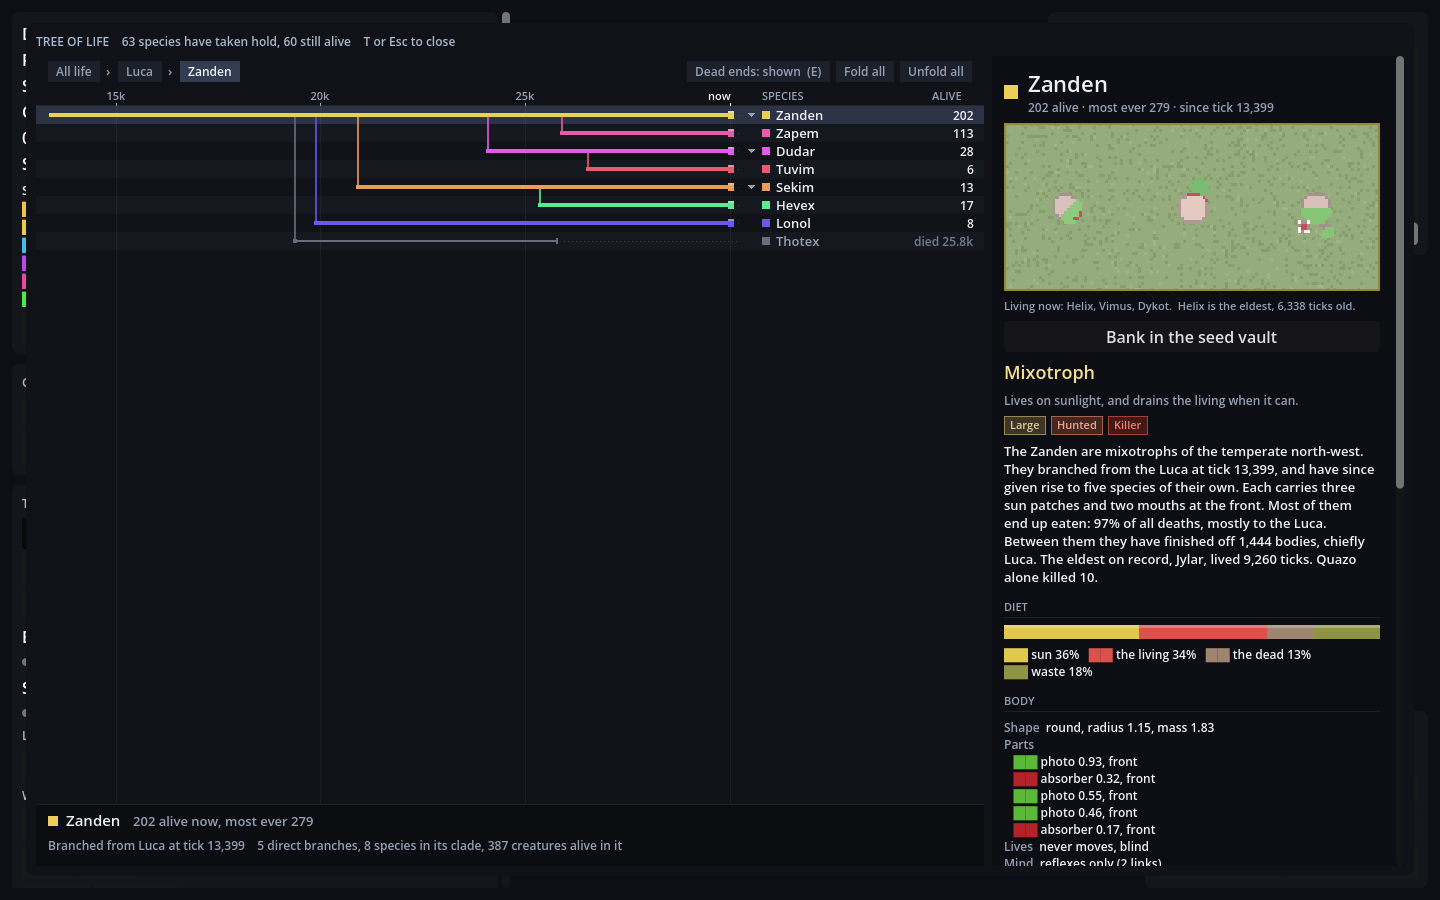 TREE OF LIFE 63 species have taken hold, 60 still alive T or Esc to close
All life › Luca › Zanden Dead ends: shown (E) Fold all Unfold all
15k 20k 25k now SPECIES ALIVE
Zanden 202
Zapem 113
Dudar 28
Tuvim 6
Sekim 13
Hevex 17
Lonol 8
Thotex died 25.8k
Zanden 202 alive now, most ever 279
Branched from Luca at tick 13,399 5 direct branches, 8 species in its clade, 387 creatures alive in it
Zanden
202 alive · most ever 279 · since tick 13,399
Living now: Helix, Vimus, Dykot. Helix is the eldest, 6,338 ticks old.
Bank in the seed vault
Mixotroph
Lives on sunlight, and drains the living when it can.
Large Hunted Killer
The Zanden are mixotrophs of the temperate north-west.
They branched from the Luca at tick 13,399, and have since
given rise to five species of their own. Each carries three
sun patches and two mouths at the front. Most of them
end up eaten: 97% of all deaths, mostly to the Luca.
Between them they have finished off 1,444 bodies, chiefly
Luca. The eldest on record, Jylar, lived 9,260 ticks. Quazo
alone killed 10.
DIET
sun 36% the living 34% the dead 13%
waste 18%
BODY
Shape round, radius 1.15, mass 1.83
Parts
photo 0.93, front
absorber 0.32, front
photo 0.55, front
photo 0.46, front
absorber 0.17, front
Lives never moves, blind
Mind reflexes only (2 links)